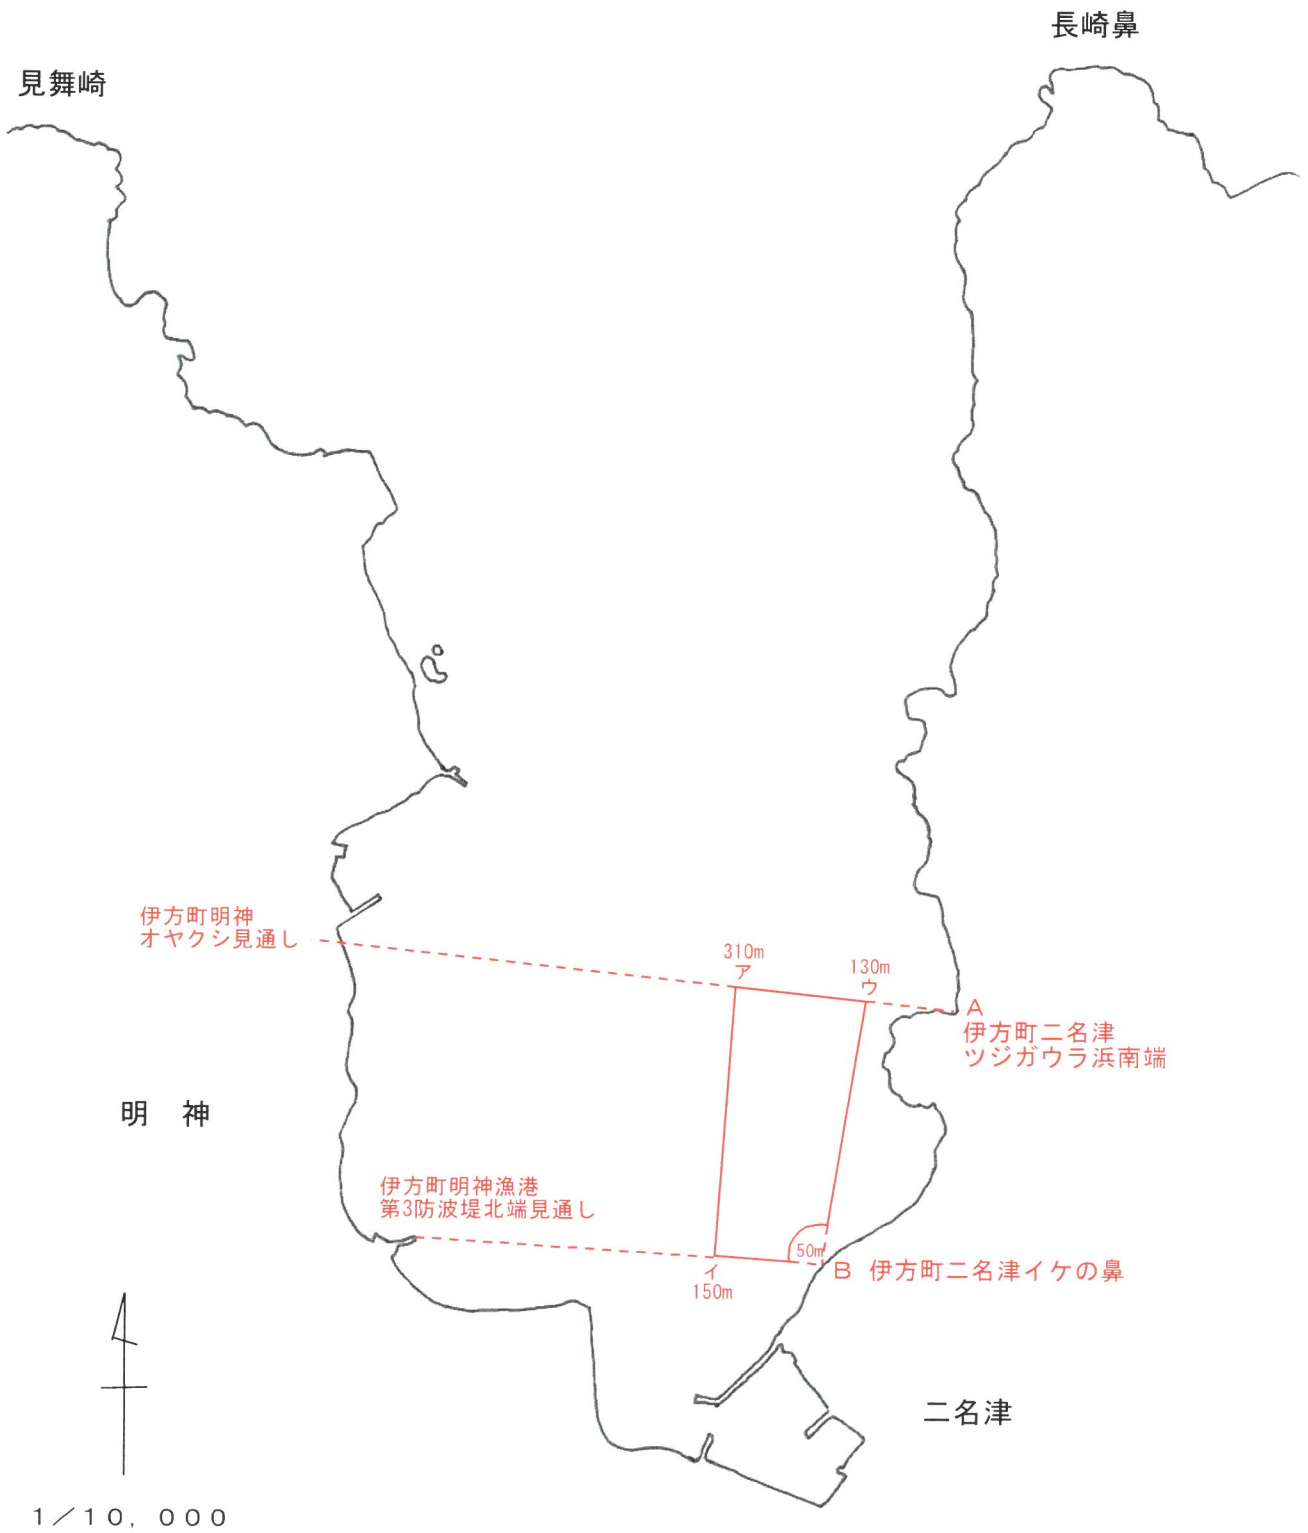 長崎鼻
見舞崎
伊方町明神
オヤクシ見通し
310m
ア
130m
ウ
A
伊方町二名津
ツジガウラ浜南端
明 神
伊方町明神漁港
第3防波堤北端見通し
50m
イ
150m
B 伊方町二名津イケの鼻
二名津
1/10,000